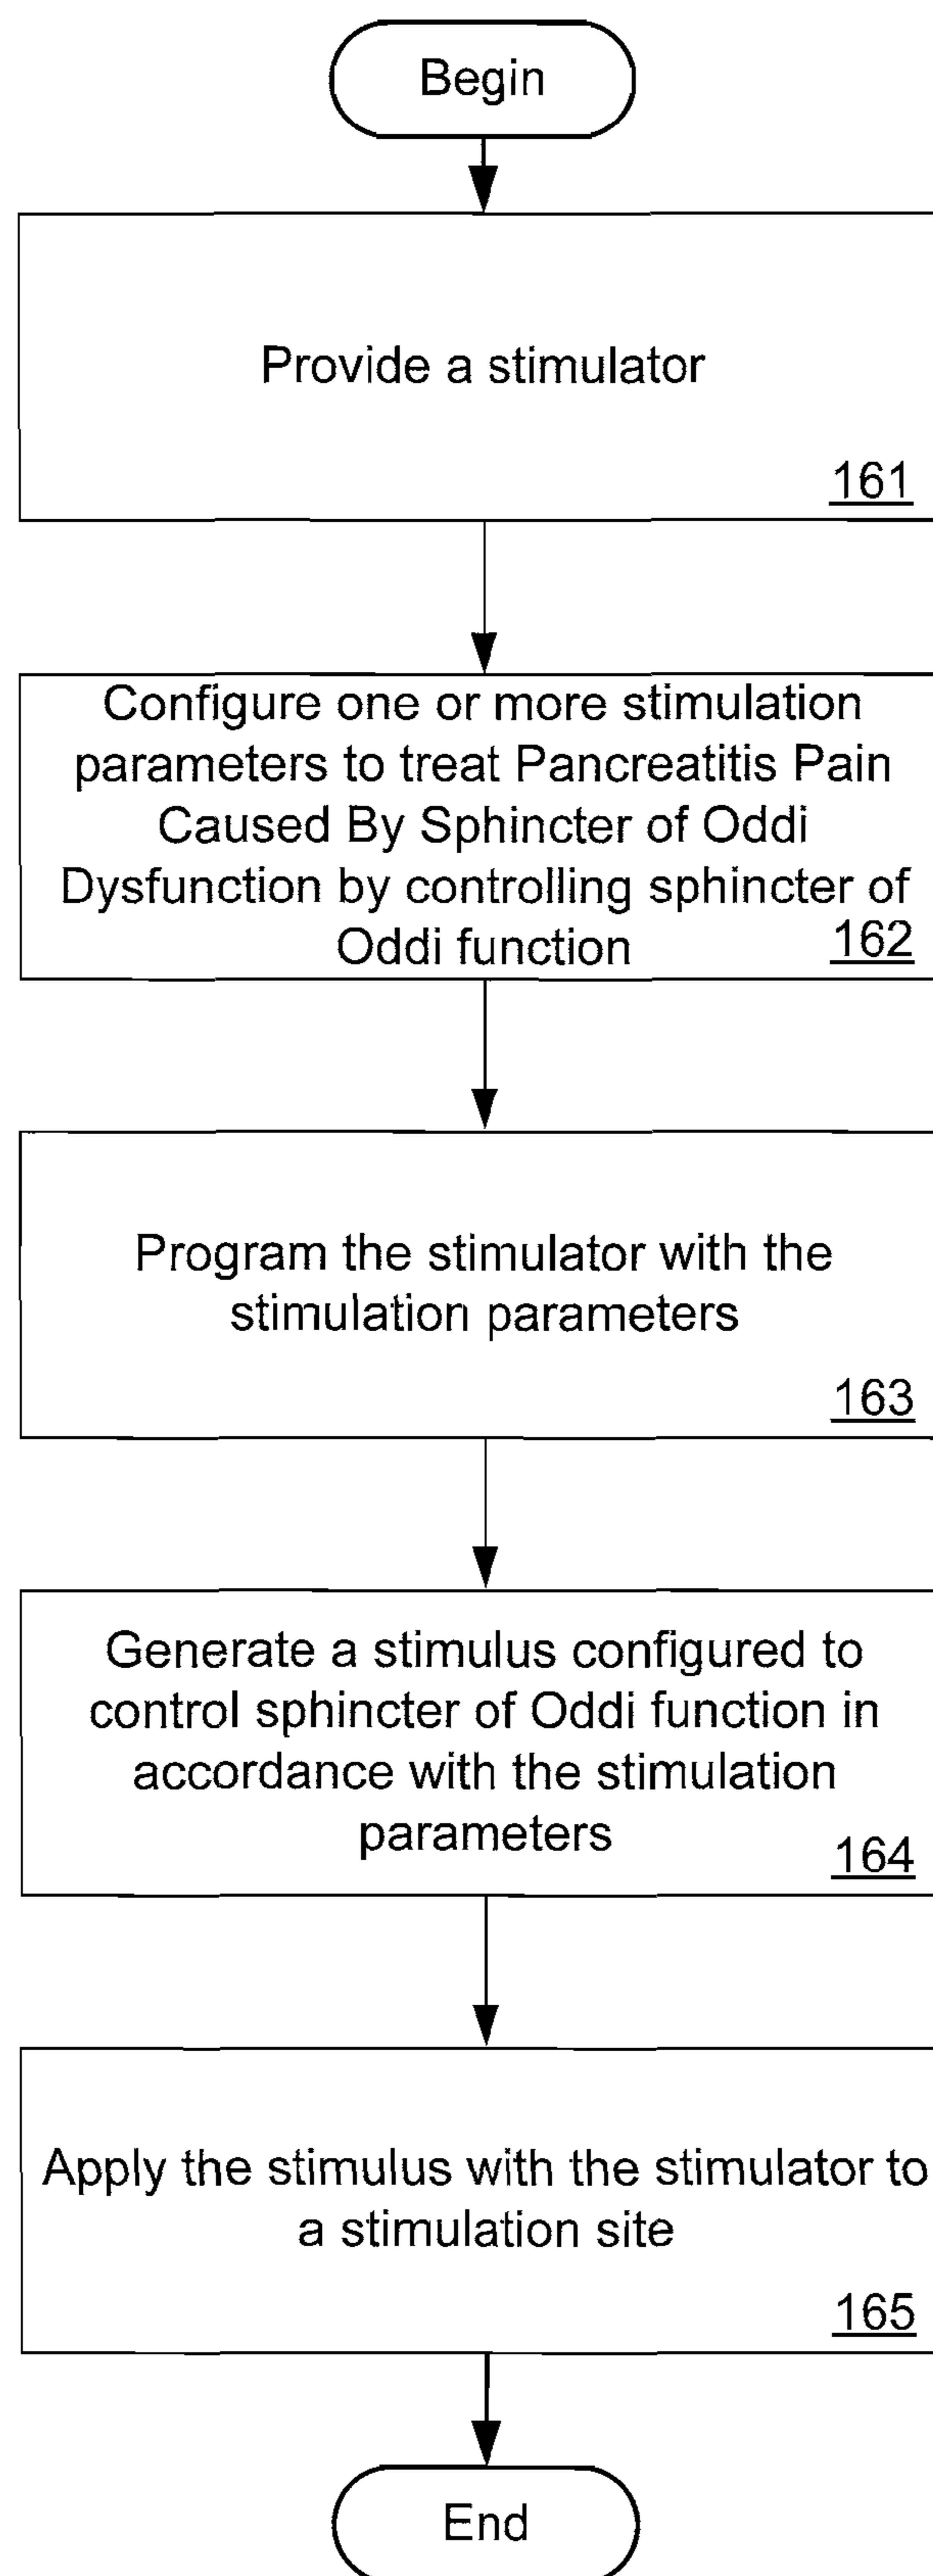 Begin
Provide a stimulator
161
Configure one or more stimulation
parameters to treat Pancreatitis Pain
Caused By Sphincter of Oddi
Dysfunction by controlling sphincter of
Oddi function
162
Program the stimulator with the
stimulation parameters
163
Generate a stimulus configured to
control sphincter of Oddi function in
accordance with the stimulation
parameters
164
Apply the stimulus with the stimulator to
a stimulation site
165
End